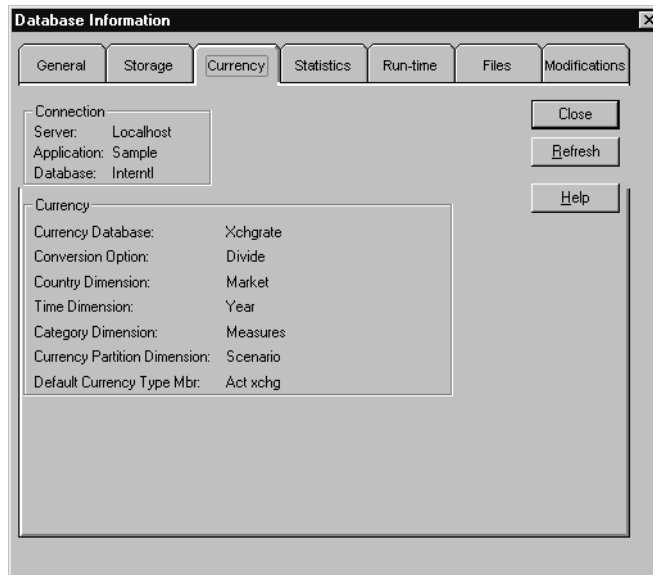 Database Information
General Storage Currency Statistics Run-time Files Modifications
Connection
Server: Localhost
Application: Sample
Database: Interntl
Close
Refresh
Help
Currency
Currency Database: Xchgrate
Conversion Option: Divide
Country Dimension: Market
Time Dimension: Year
Category Dimension: Measures
Currency Partition Dimension: Scenario
Default Currency Type Mbr: Act xchg